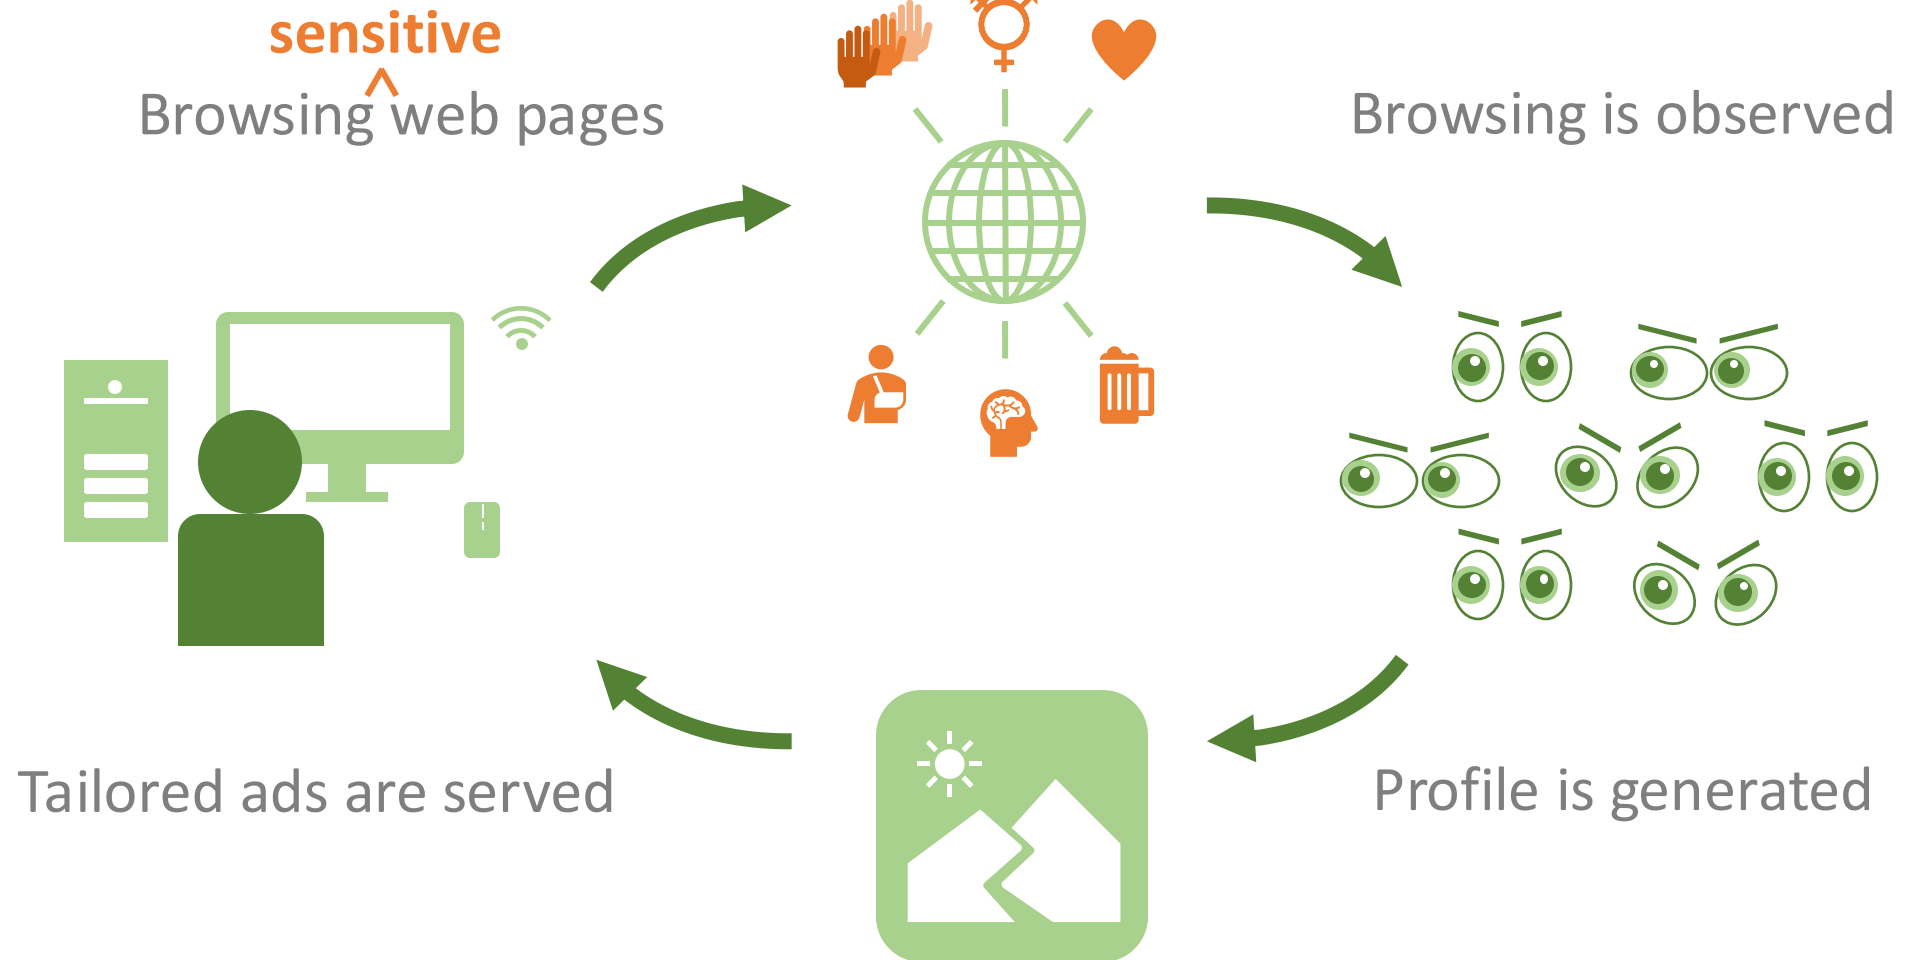 sensitive
Browsing web pages
Browsing is observed
Tailored ads are served
Profile is generated